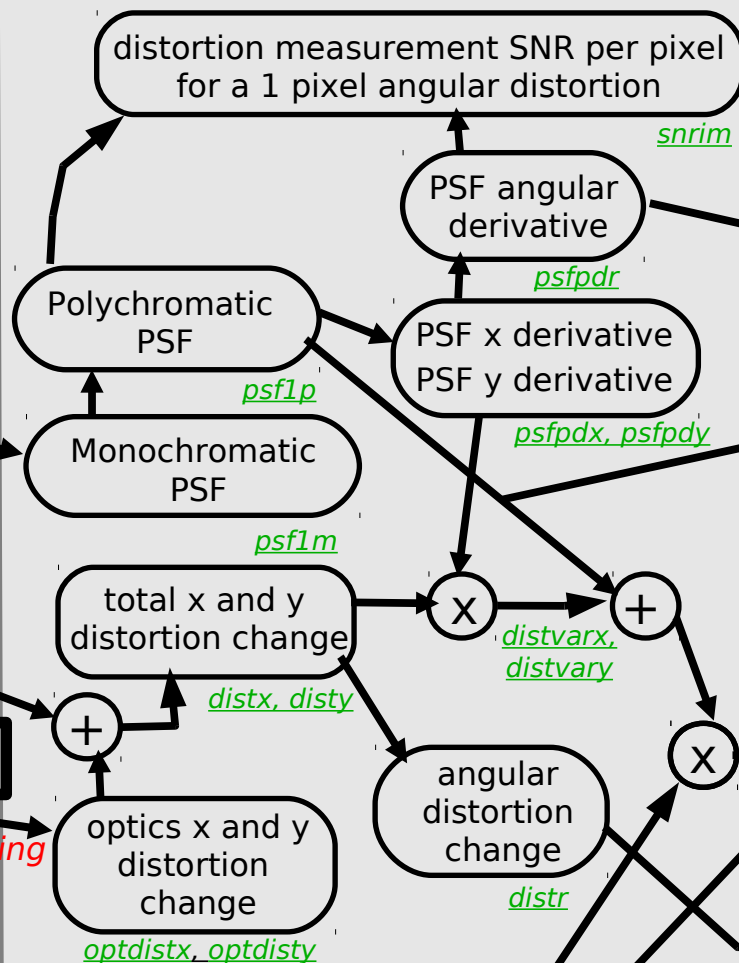 distortion measurement SNR per pixel
for a 1 pixel angular distortion
snrim
PSF angular
derivative
psfpdr
Polychromatic
PSF
psf1p
PSF x derivative
PSF y derivative
psfpdx, psfpdy
Monochromatic
PSF
psf1m
total x and y
distortion change
distx, disty
x
distvarx,
distvary
+
+
x
angular
distortion
change
distr
optics x and y
distortion
change
optdistx, optdisty
ing